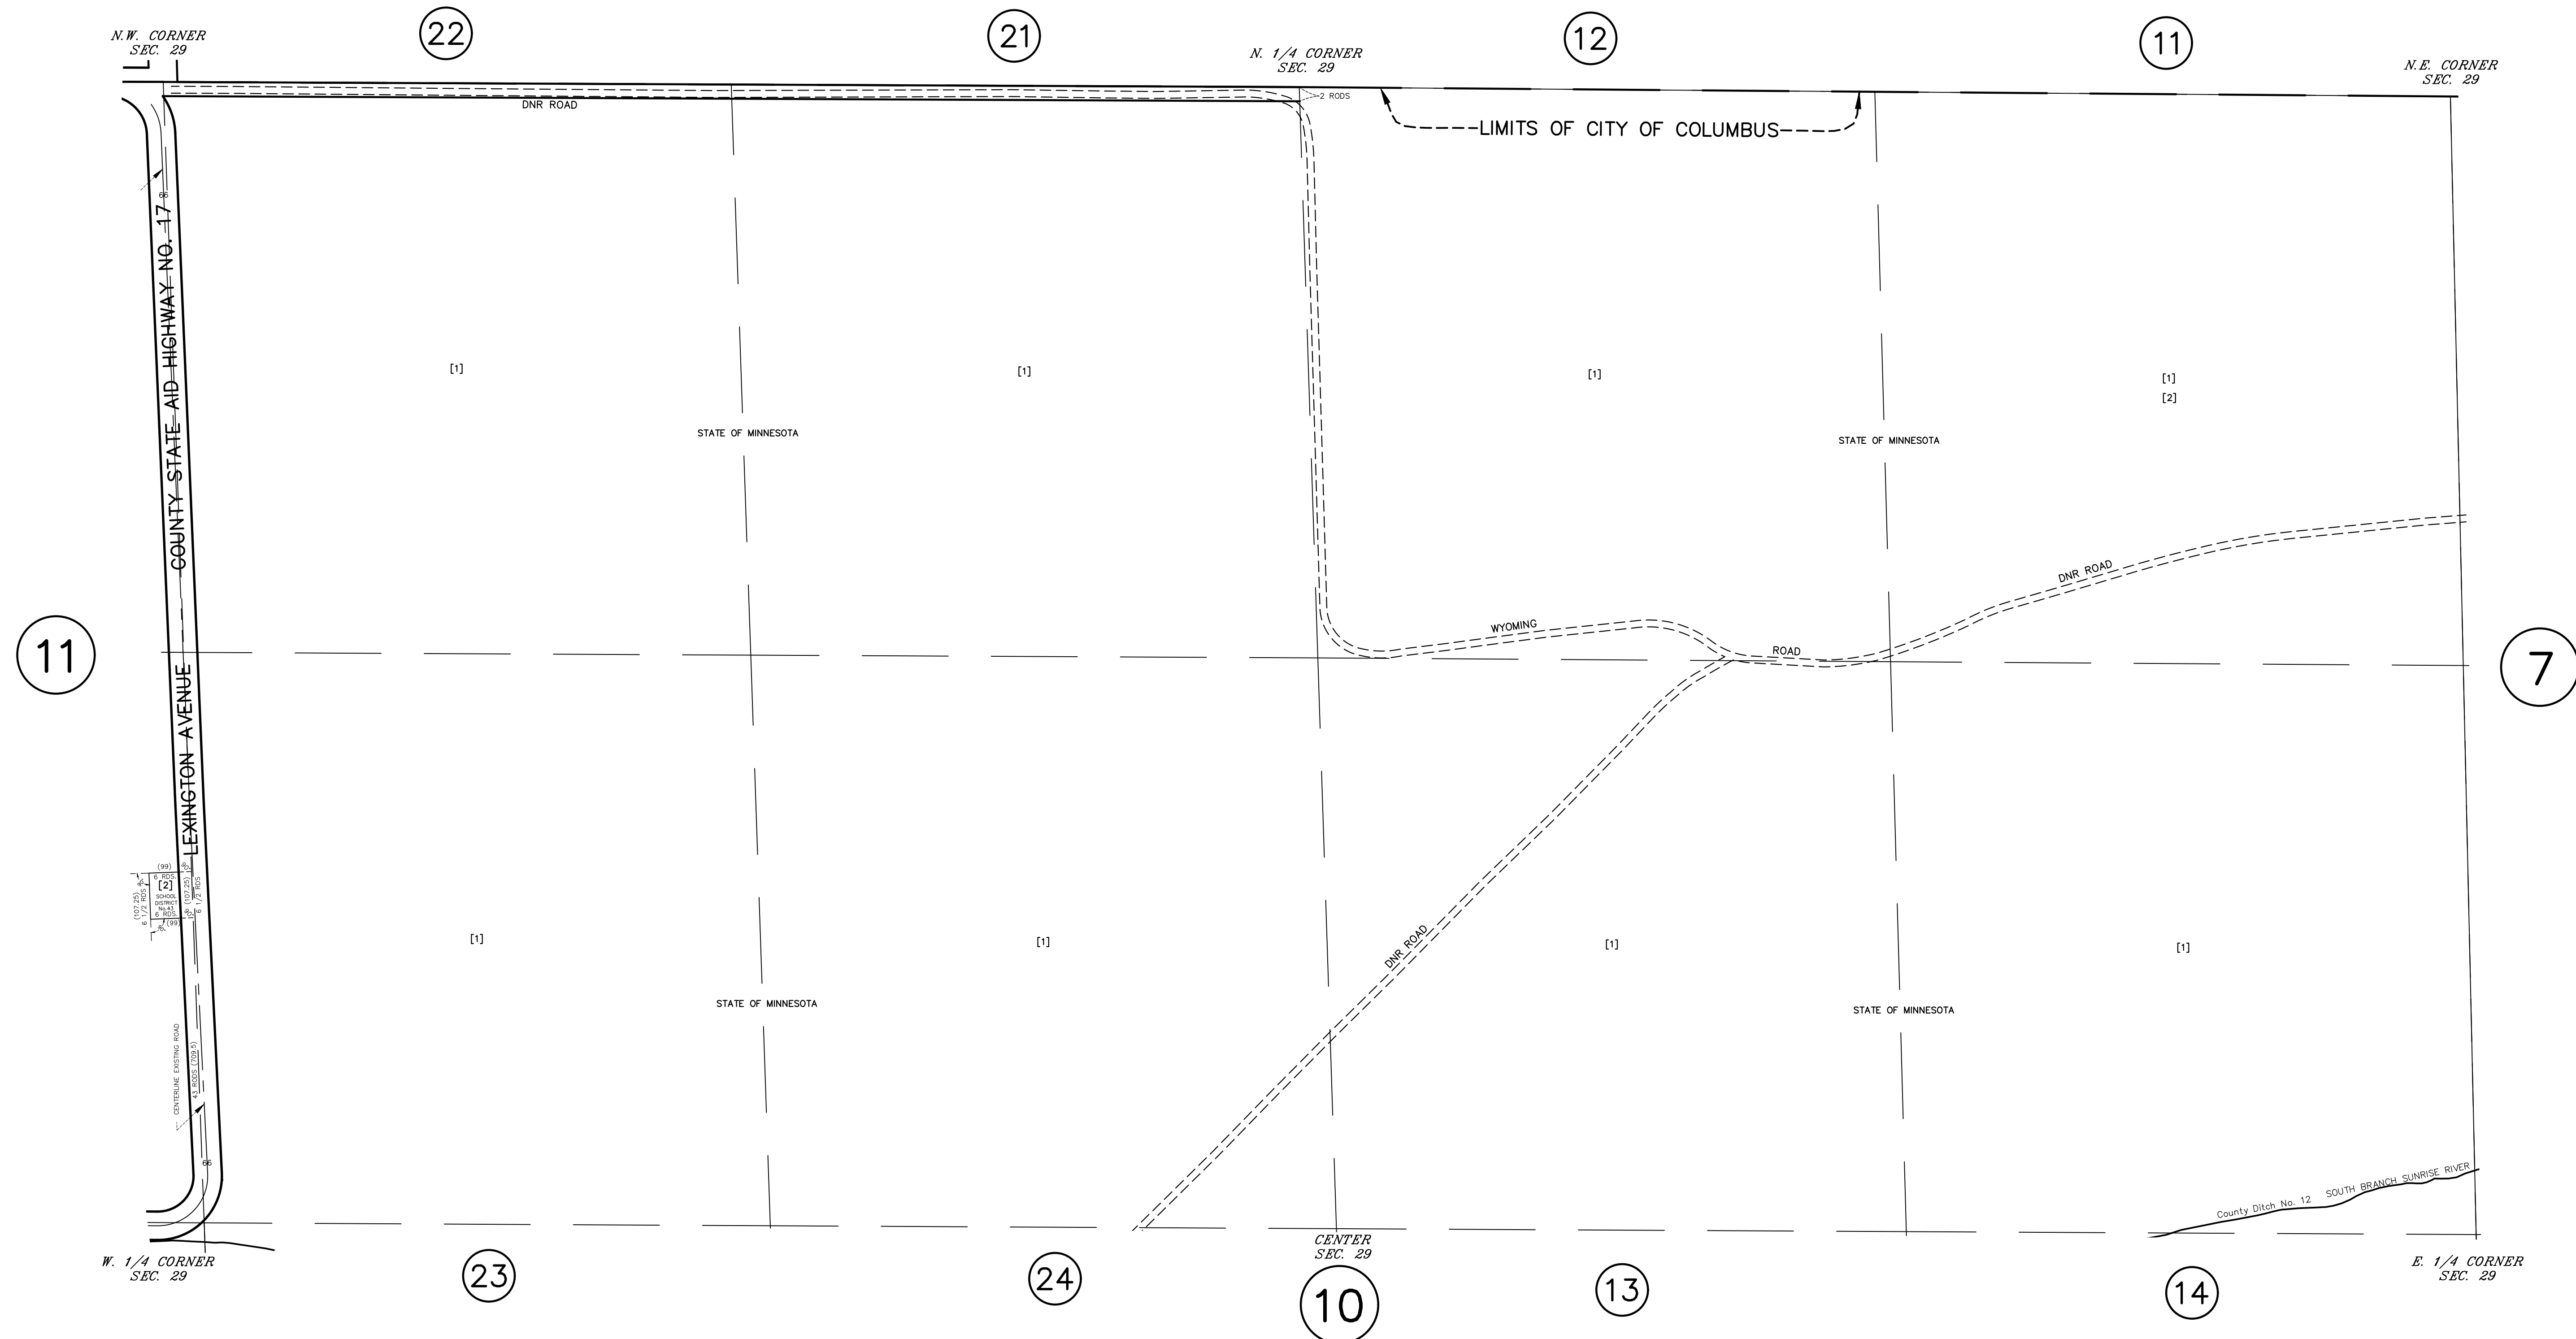 22
21
12
11
N.W. CORNER
SEC. 29
N. 1/4 CORNER
SEC. 29
N.E. CORNER
SEC. 29
DNR ROAD
2 RODS
LIMITS OF CITY OF COLUMBUS
66
COUNTY STATE AID HIGHWAY NO. 17
[1]
[1]
[1]
[1]
[2]
STATE OF MINNESOTA
STATE OF MINNESOTA
DNR ROAD
WYOMING
ROAD
11
7
LEXINGTON AVENUE
(99)
6 RDS.
[2]
SCHOOL
DISTRICT
No.43
6 RDS.
(99)
(107.25)
6 1/2 RDS
(107.25)
6 1/2 RDS
[1]
[1]
[1]
[1]
DNR ROAD
STATE OF MINNESOTA
STATE OF MINNESOTA
CENTERLINE EXISTING ROAD
43 RODS (709.5)
66
County Ditch No. 12
SOUTH BRANCH SUNRISE RIVER
W. 1/4 CORNER
SEC. 29
CENTER
SEC. 29
E. 1/4 CORNER
SEC. 29
23
24
10
13
14